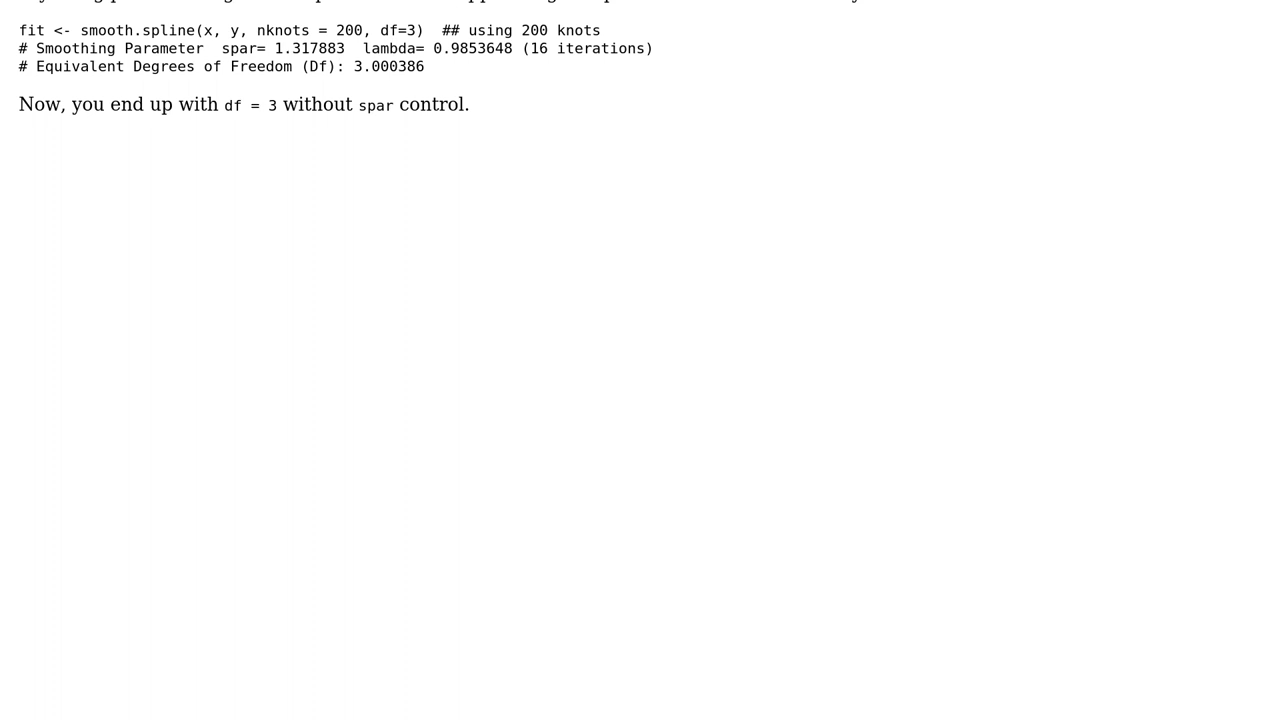 fit <- smooth.spline(x, y, nknots = 200, df=3)  ## using 200 knots
# Smoothing Parameter  spar= 1.317883  lambda= 0.9853648 (16 iterations)
# Equivalent Degrees of Freedom (Df): 3.000386
Now, you end up with df = 3 without spar control.